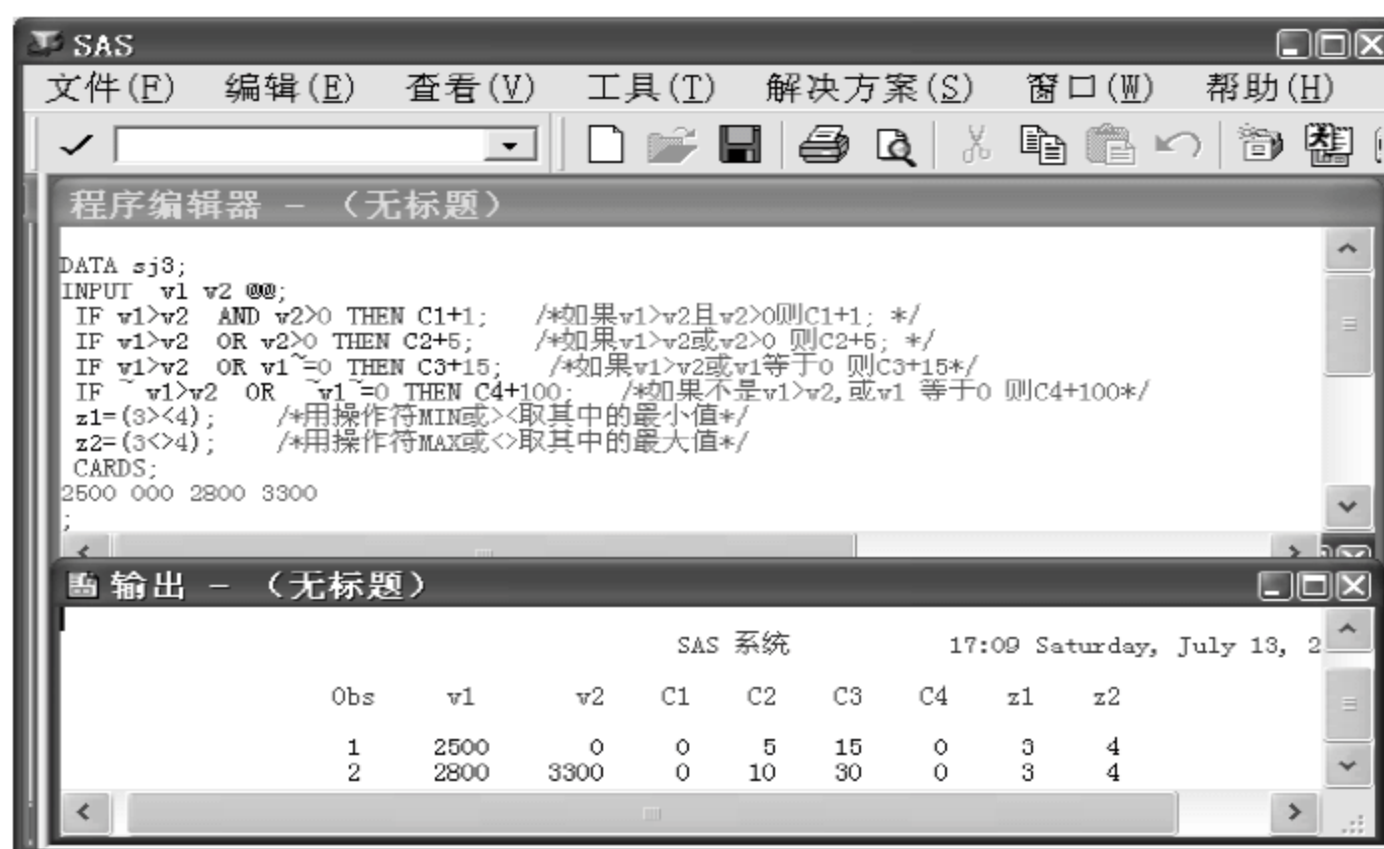 SAS
文件(F) 编辑(E) 查看(V) 工具(T) 解决方案(S) 窗口(W) 帮助(H)
程序编辑器 - （无标题）
DATA sj3;
INPUT v1 v2 @@;
IF v1>v2 AND v2>0 THEN C1+1; /*如果v1>v2且v2>0则C1+1; */
IF v1>v2 OR v2>0 THEN C2+5; /*如果v1>v2或v2>0 则C2+5; */
IF v1>v2 OR v1~=0 THEN C3+15; /*如果v1>v2或v1等于0 则C3+15*/
IF ~ v1>v2 OR ~v1~=0 THEN C4+100; /*如果不是v1>v2,或v1 等于0 则C4+100*/
z1=(3><4); /*用操作符MIN或><取其中的最小值*/
z2=(3<>4); /*用操作符MAX或<>取其中的最大值*/
CARDS;
2500 000 2800 3300
;
输出 - （无标题）
SAS 系统 17:09 Saturday, July 13, 2
Obs v1 v2 C1 C2 C3 C4 z1 z2
1 2500 0 0 5 15 0 3 4
2 2800 3300 0 10 30 0 3 4